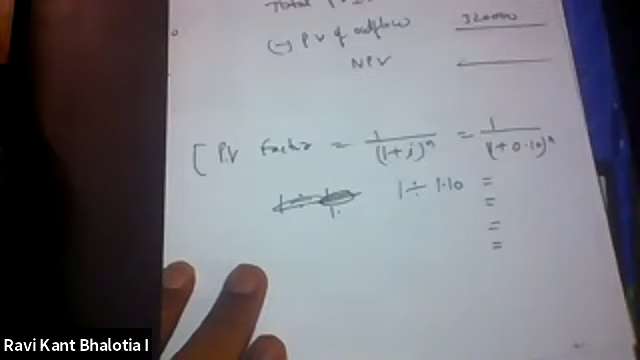 Total
(-) P V of outflow 320000
NPV
[ P.V factor = 1/(1+i)^n = 1/(1+0.10)^n
1 ÷ 1.10 =
=
=
=
Ravi Kant Bhalotia I